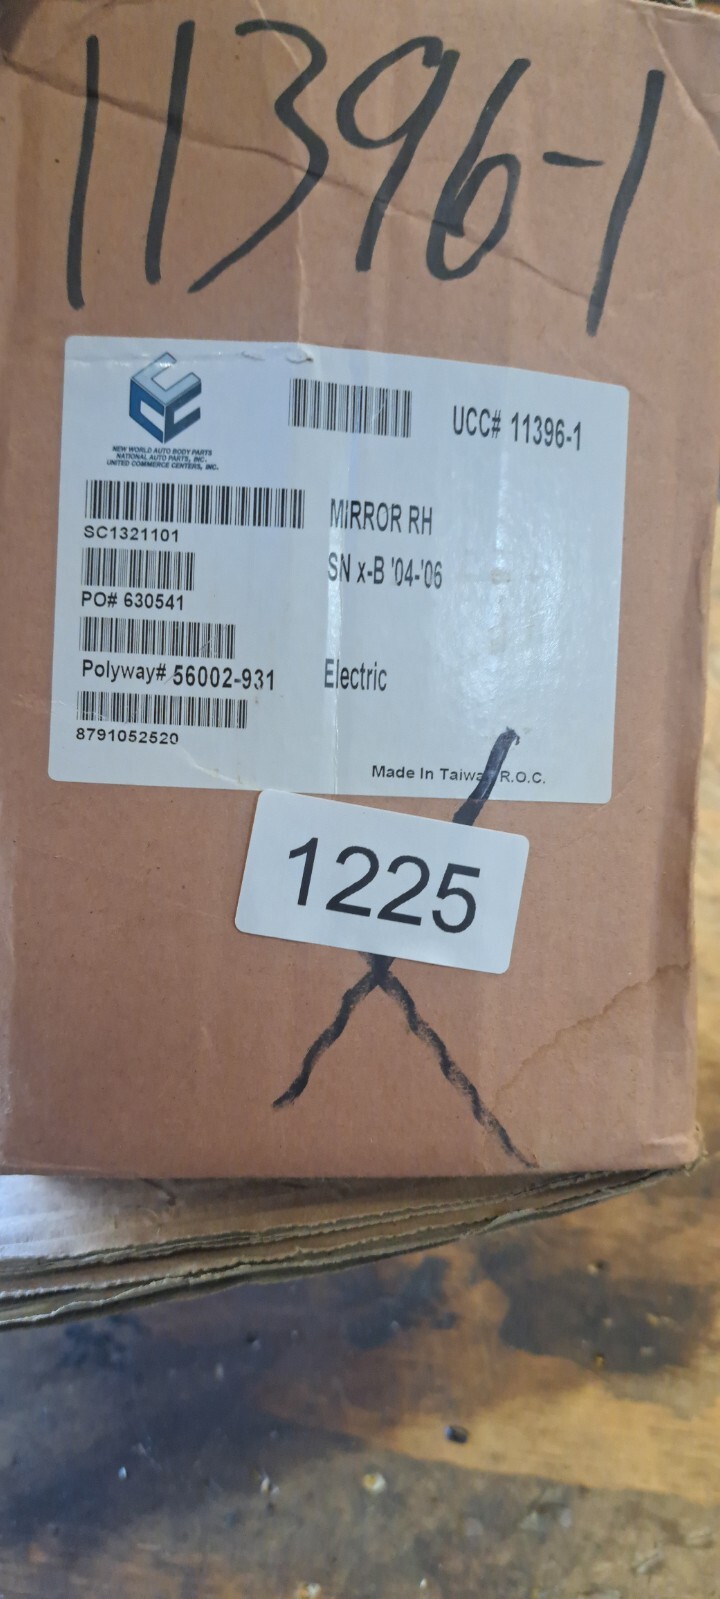 11396-1
UCC# 11396-1
NEW WORLD AUTO BODY PARTS
NATIONAL AUTO PARTS, INC.
UNITED COMMERCE CENTERS, INC.
SC1321101
MIRROR RH
PO# 630541
SN x-B '04-'06
Polyway# 56002-931
Electric
8791052520
Made In Taiwan R.O.C.
1225